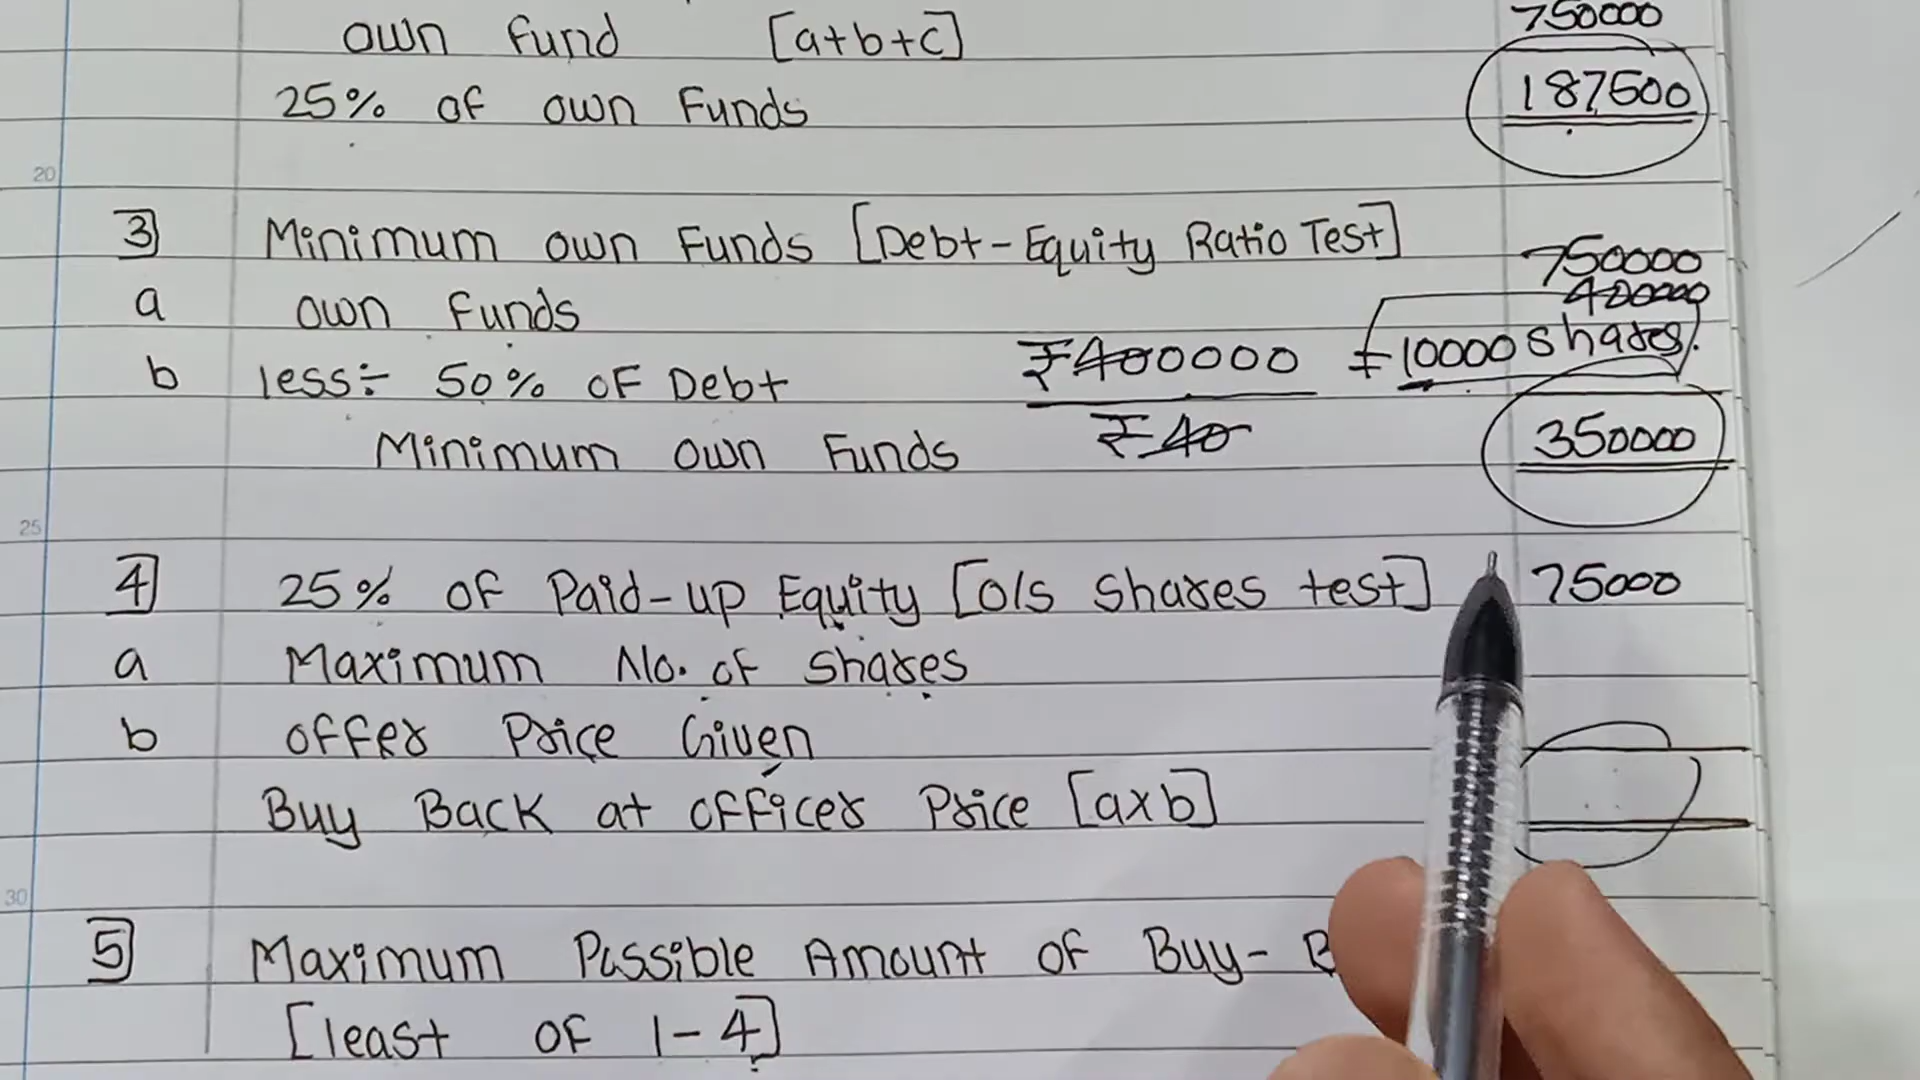 750000
own fund [a+b+c]
187500
25% of own Funds
20
3 Minimum own Funds [Debt-Equity Ratio Test]
750000
400000
a own funds
₹400000 = 10000 shares.
b less÷ 50% of Debt
₹40
350000
Minimum own Funds
25
4 25% of Paid-up Equity [o/s shares test] 75000
a Maximum No. of shares
b offer Price Given
Buy Back at officer Price [axb]
30
5 Maximum Possible Amount of Buy- B
[least of 1-4]